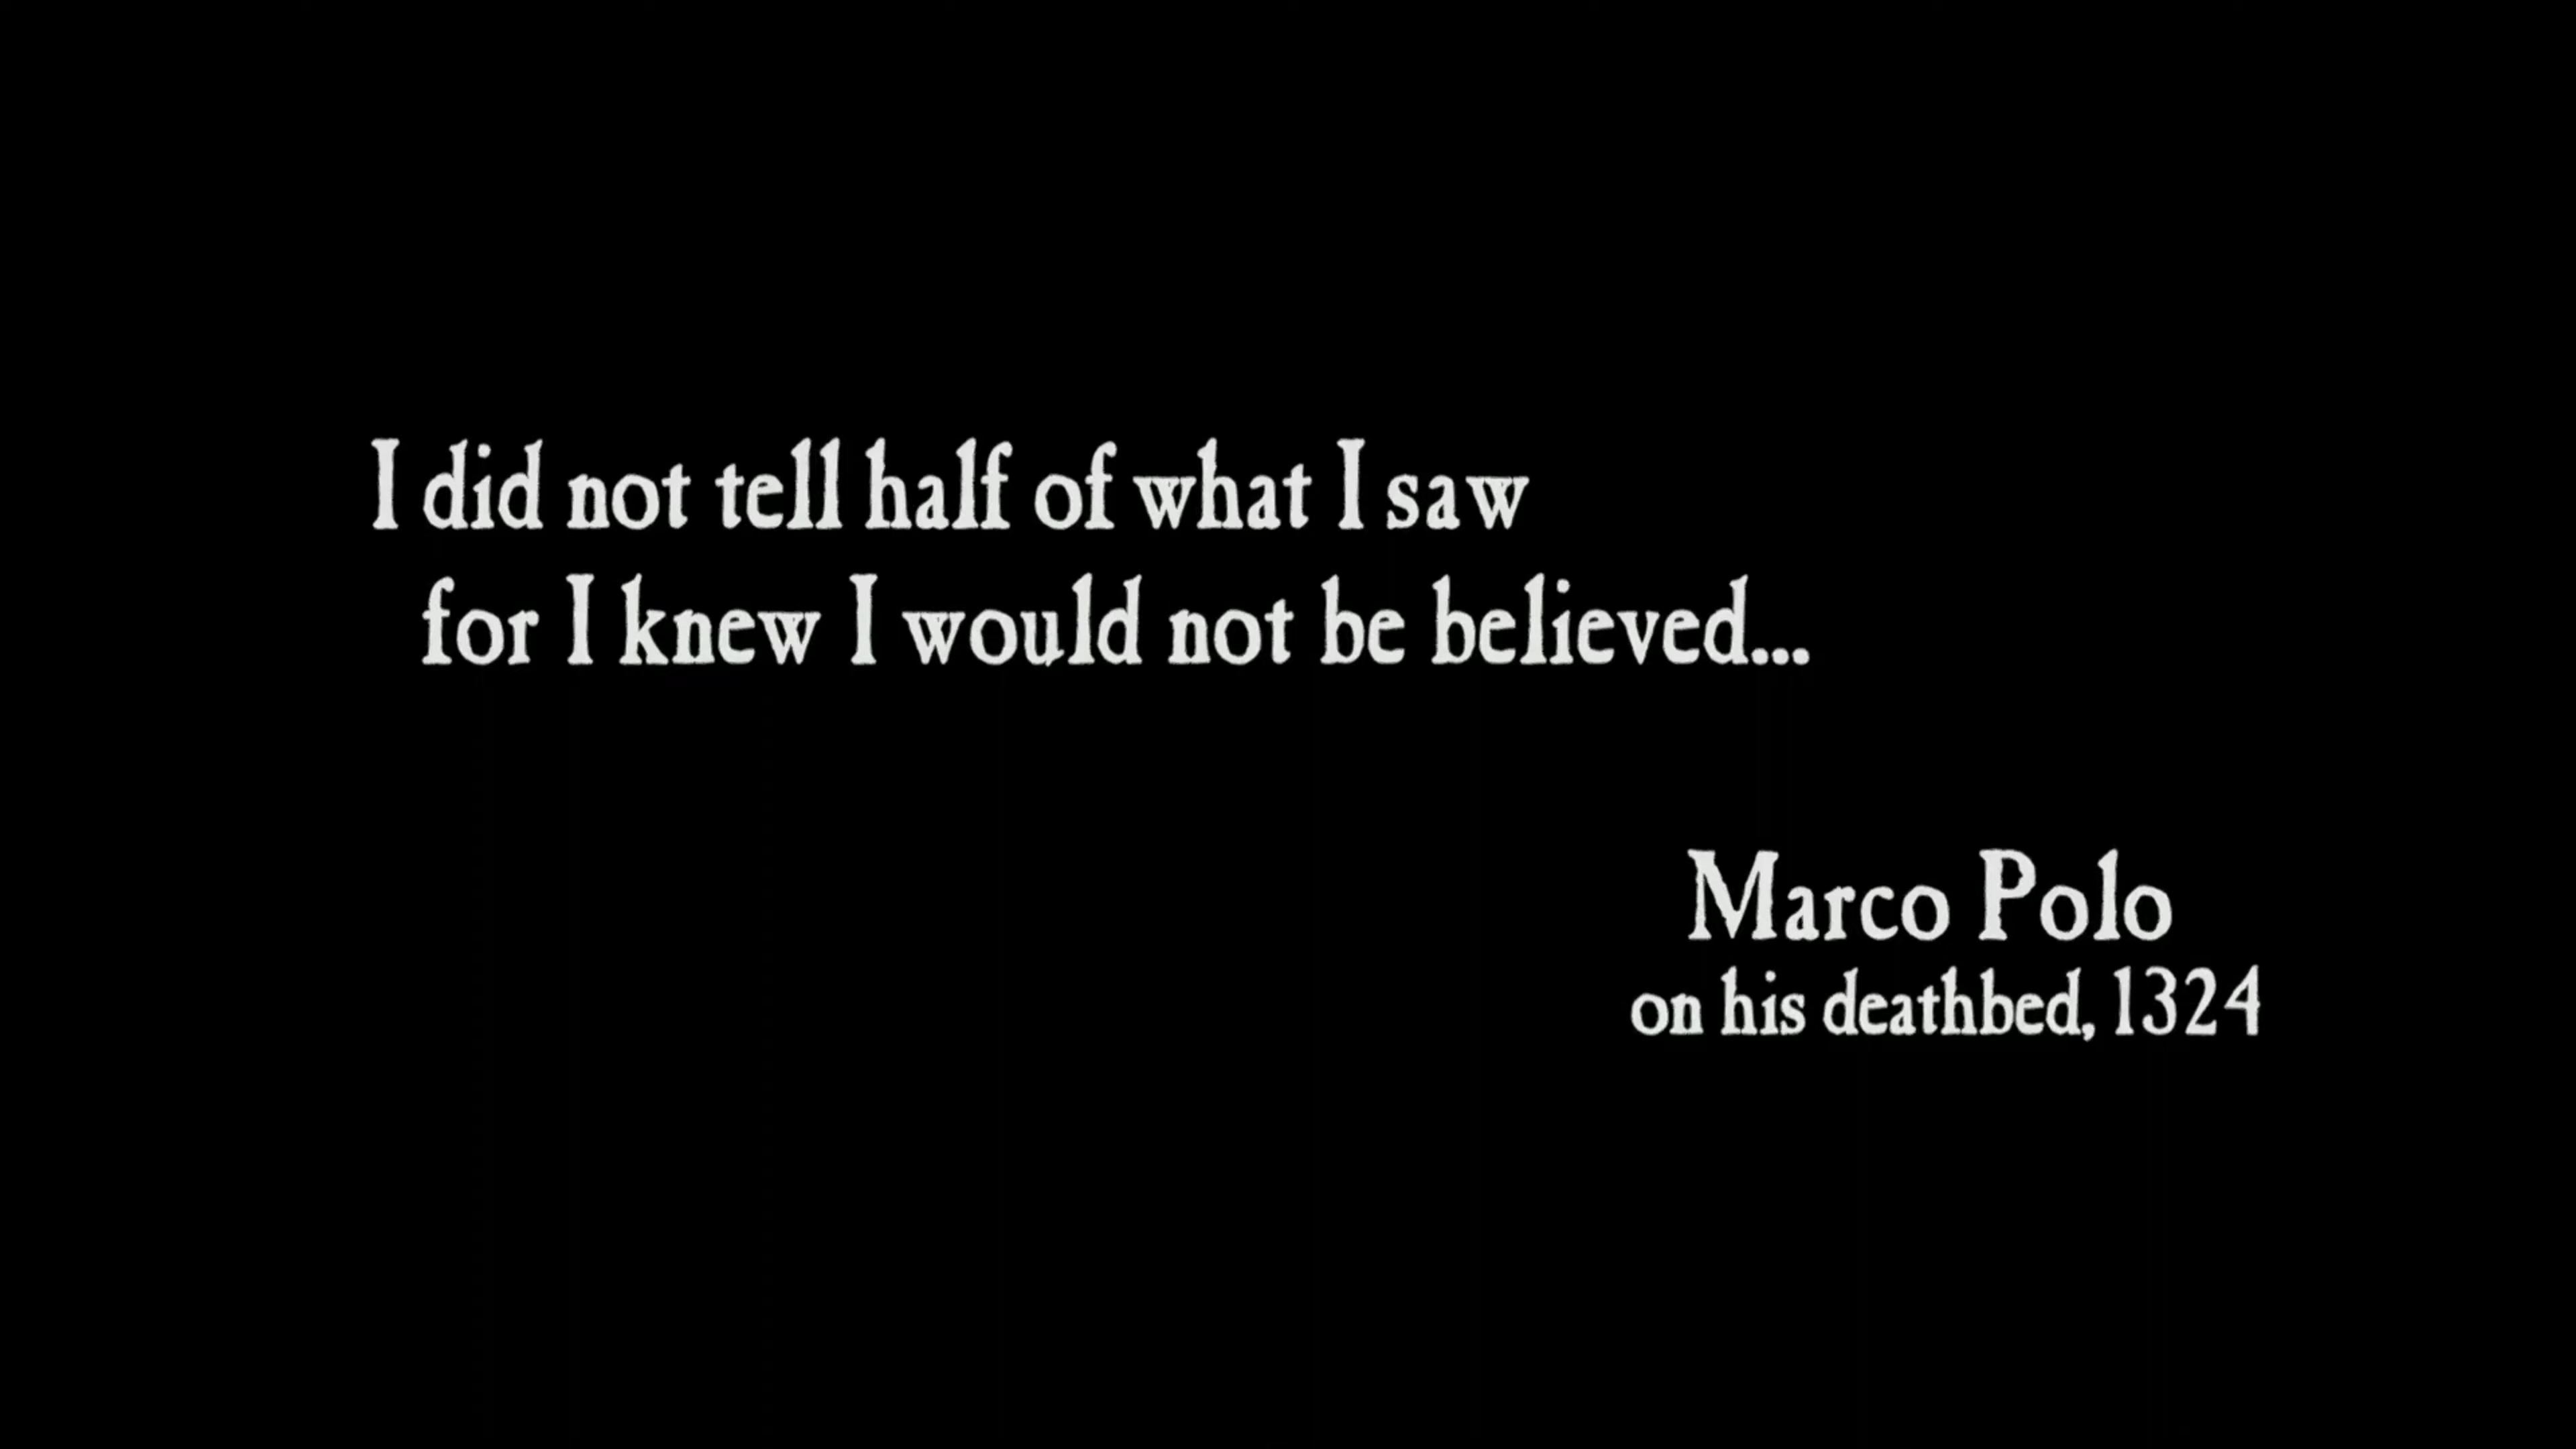 I did not tell half of what I saw
for I knew I would not be believed...
Marco Polo
on his deathbed, 1324